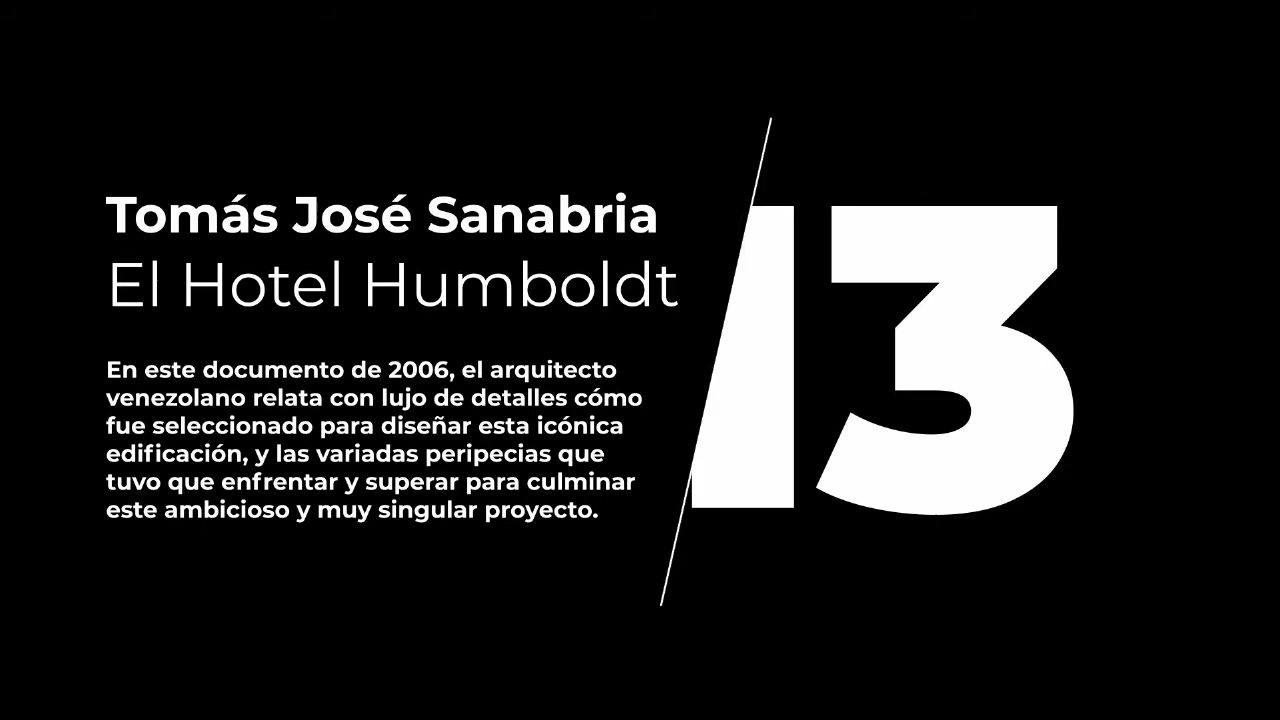 Tomás José Sanabria
El Hotel Humboldt
En este documento de 2006, el arquitecto
venezolano relata con lujo de detalles cómo
fue seleccionado para diseñar esta icónica
edificación, y las variadas peripecias que
tuvo que enfrentar y superar para culminar
este ambicioso y muy singular proyecto.
13